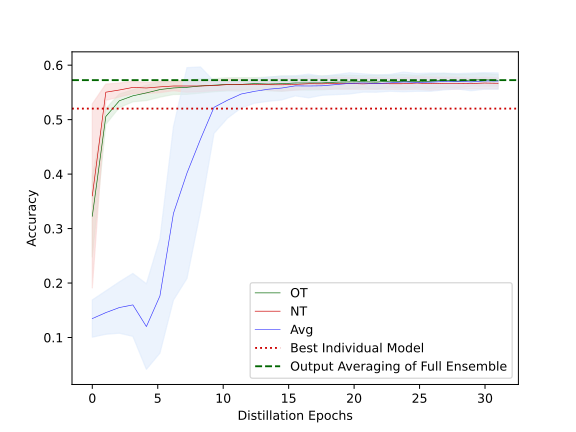 0.6
0.5
0.4
0.3
0.2
0.1
Accuracy
OT
NT
Avg
Best Individual Model
Output Averaging of Full Ensemble
0 5 10 15 20 25 30
Distillation Epochs